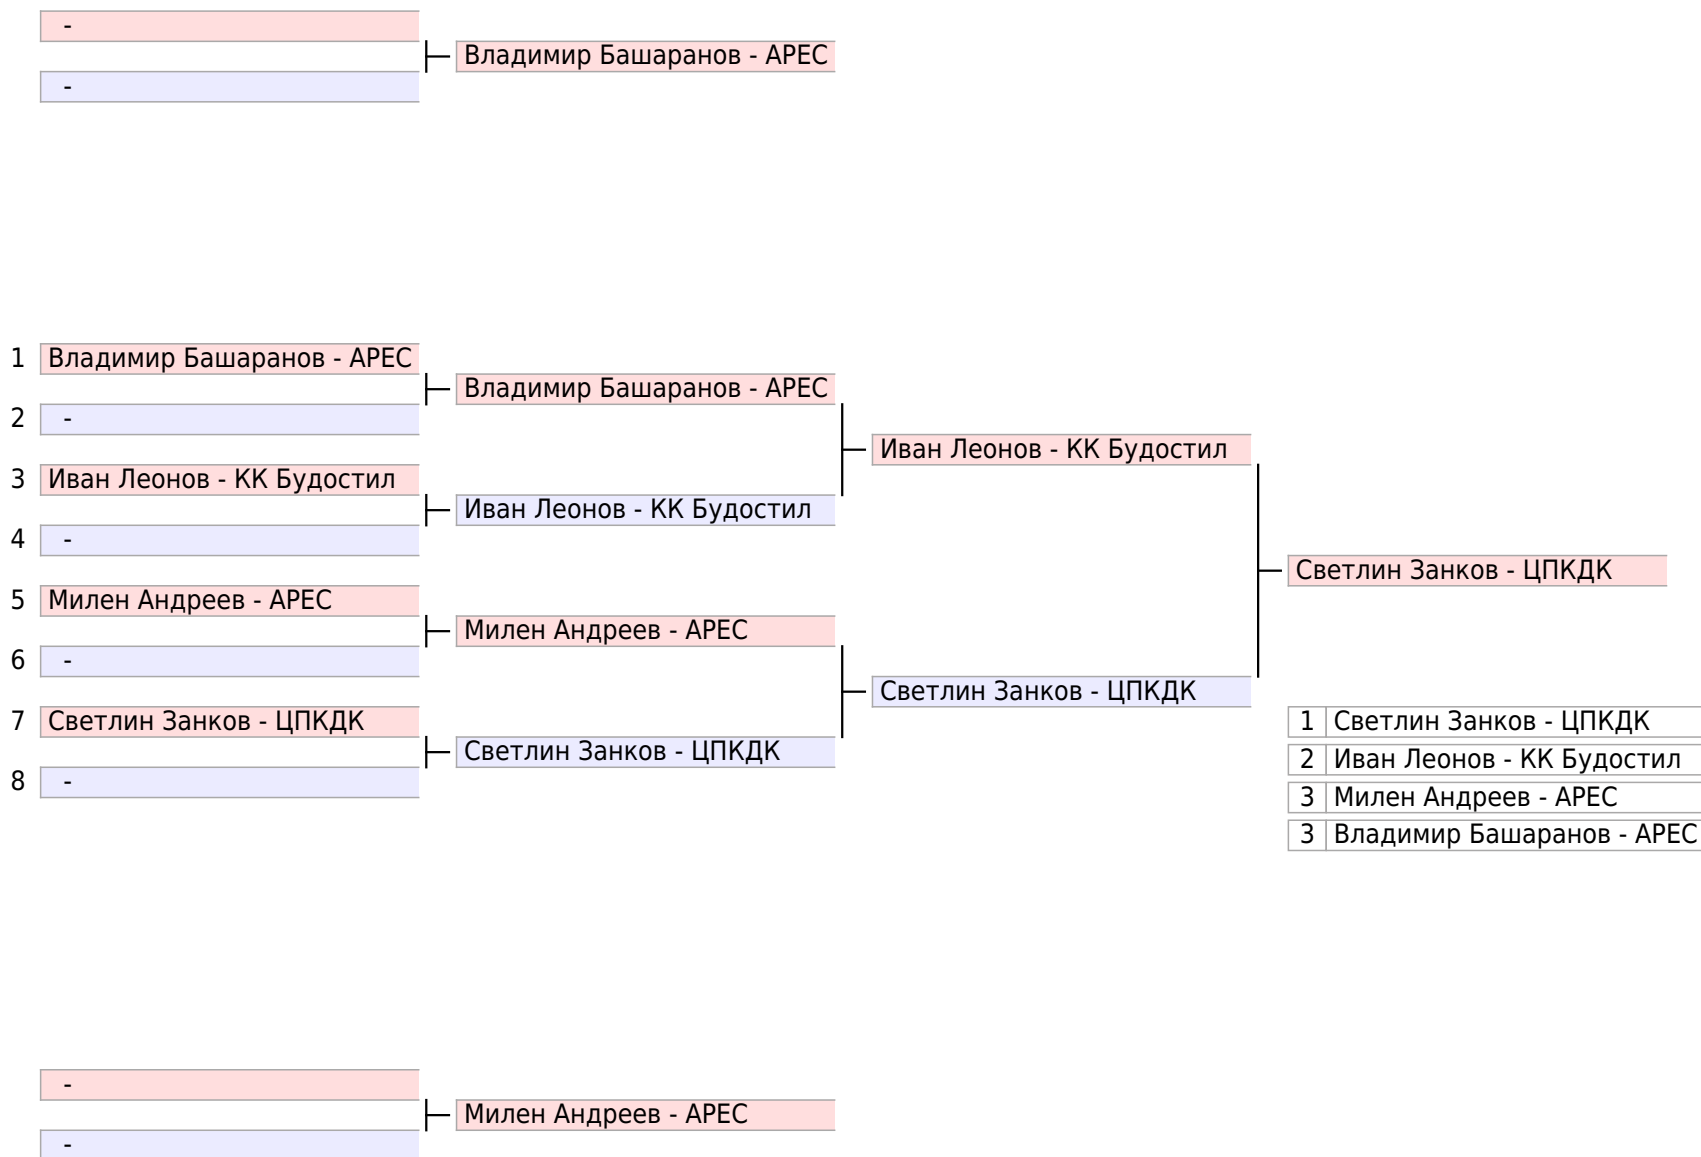 -
Владимир Башаранов - АРЕС
-
1 Владимир Башаранов - АРЕС
Владимир Башаранов - АРЕС
2 -
Иван Леонов - КК Будостил
3 Иван Леонов - КК Будостил
Иван Леонов - КК Будостил
4 -
Светлин Занков - ЦПКДК
5 Милен Андреев - АРЕС
Милен Андреев - АРЕС
6 -
Светлин Занков - ЦПКДК
7 Светлин Занков - ЦПКДК
Светлин Занков - ЦПКДК
8 -
1 Светлин Занков - ЦПКДК
2 Иван Леонов - КК Будостил
3 Милен Андреев - АРЕС
3 Владимир Башаранов - АРЕС
-
Милен Андреев - АРЕС
-